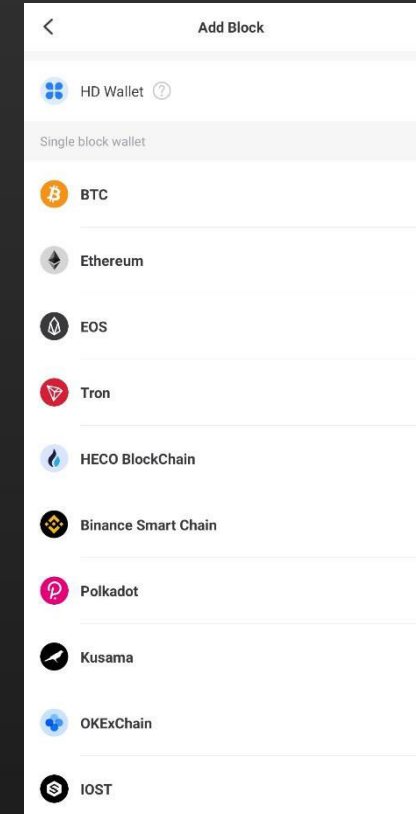 Add Block
HD Wallet ?
Single block wallet
BTC
Ethereum
EOS
Tron
HECO BlockChain
Binance Smart Chain
Polkadot
Kusama
OKExChain
IOST